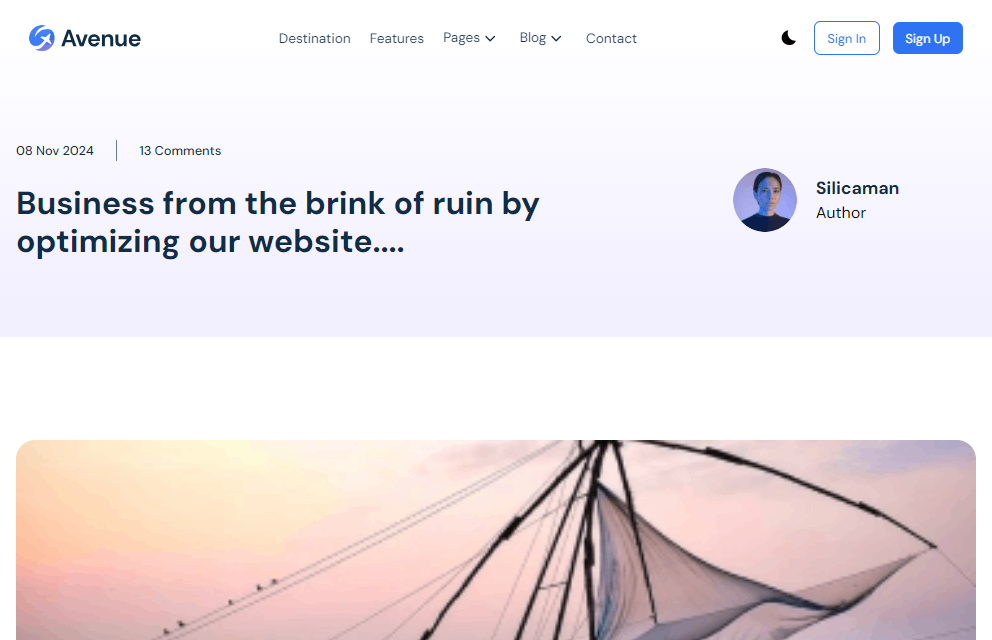 Avenue
Destination
Features
Pages
Blog
Contact
Sign In
Sign Up
08 Nov 2024
13 Comments
Business from the brink of ruin by
optimizing our website....
Silicaman
Author